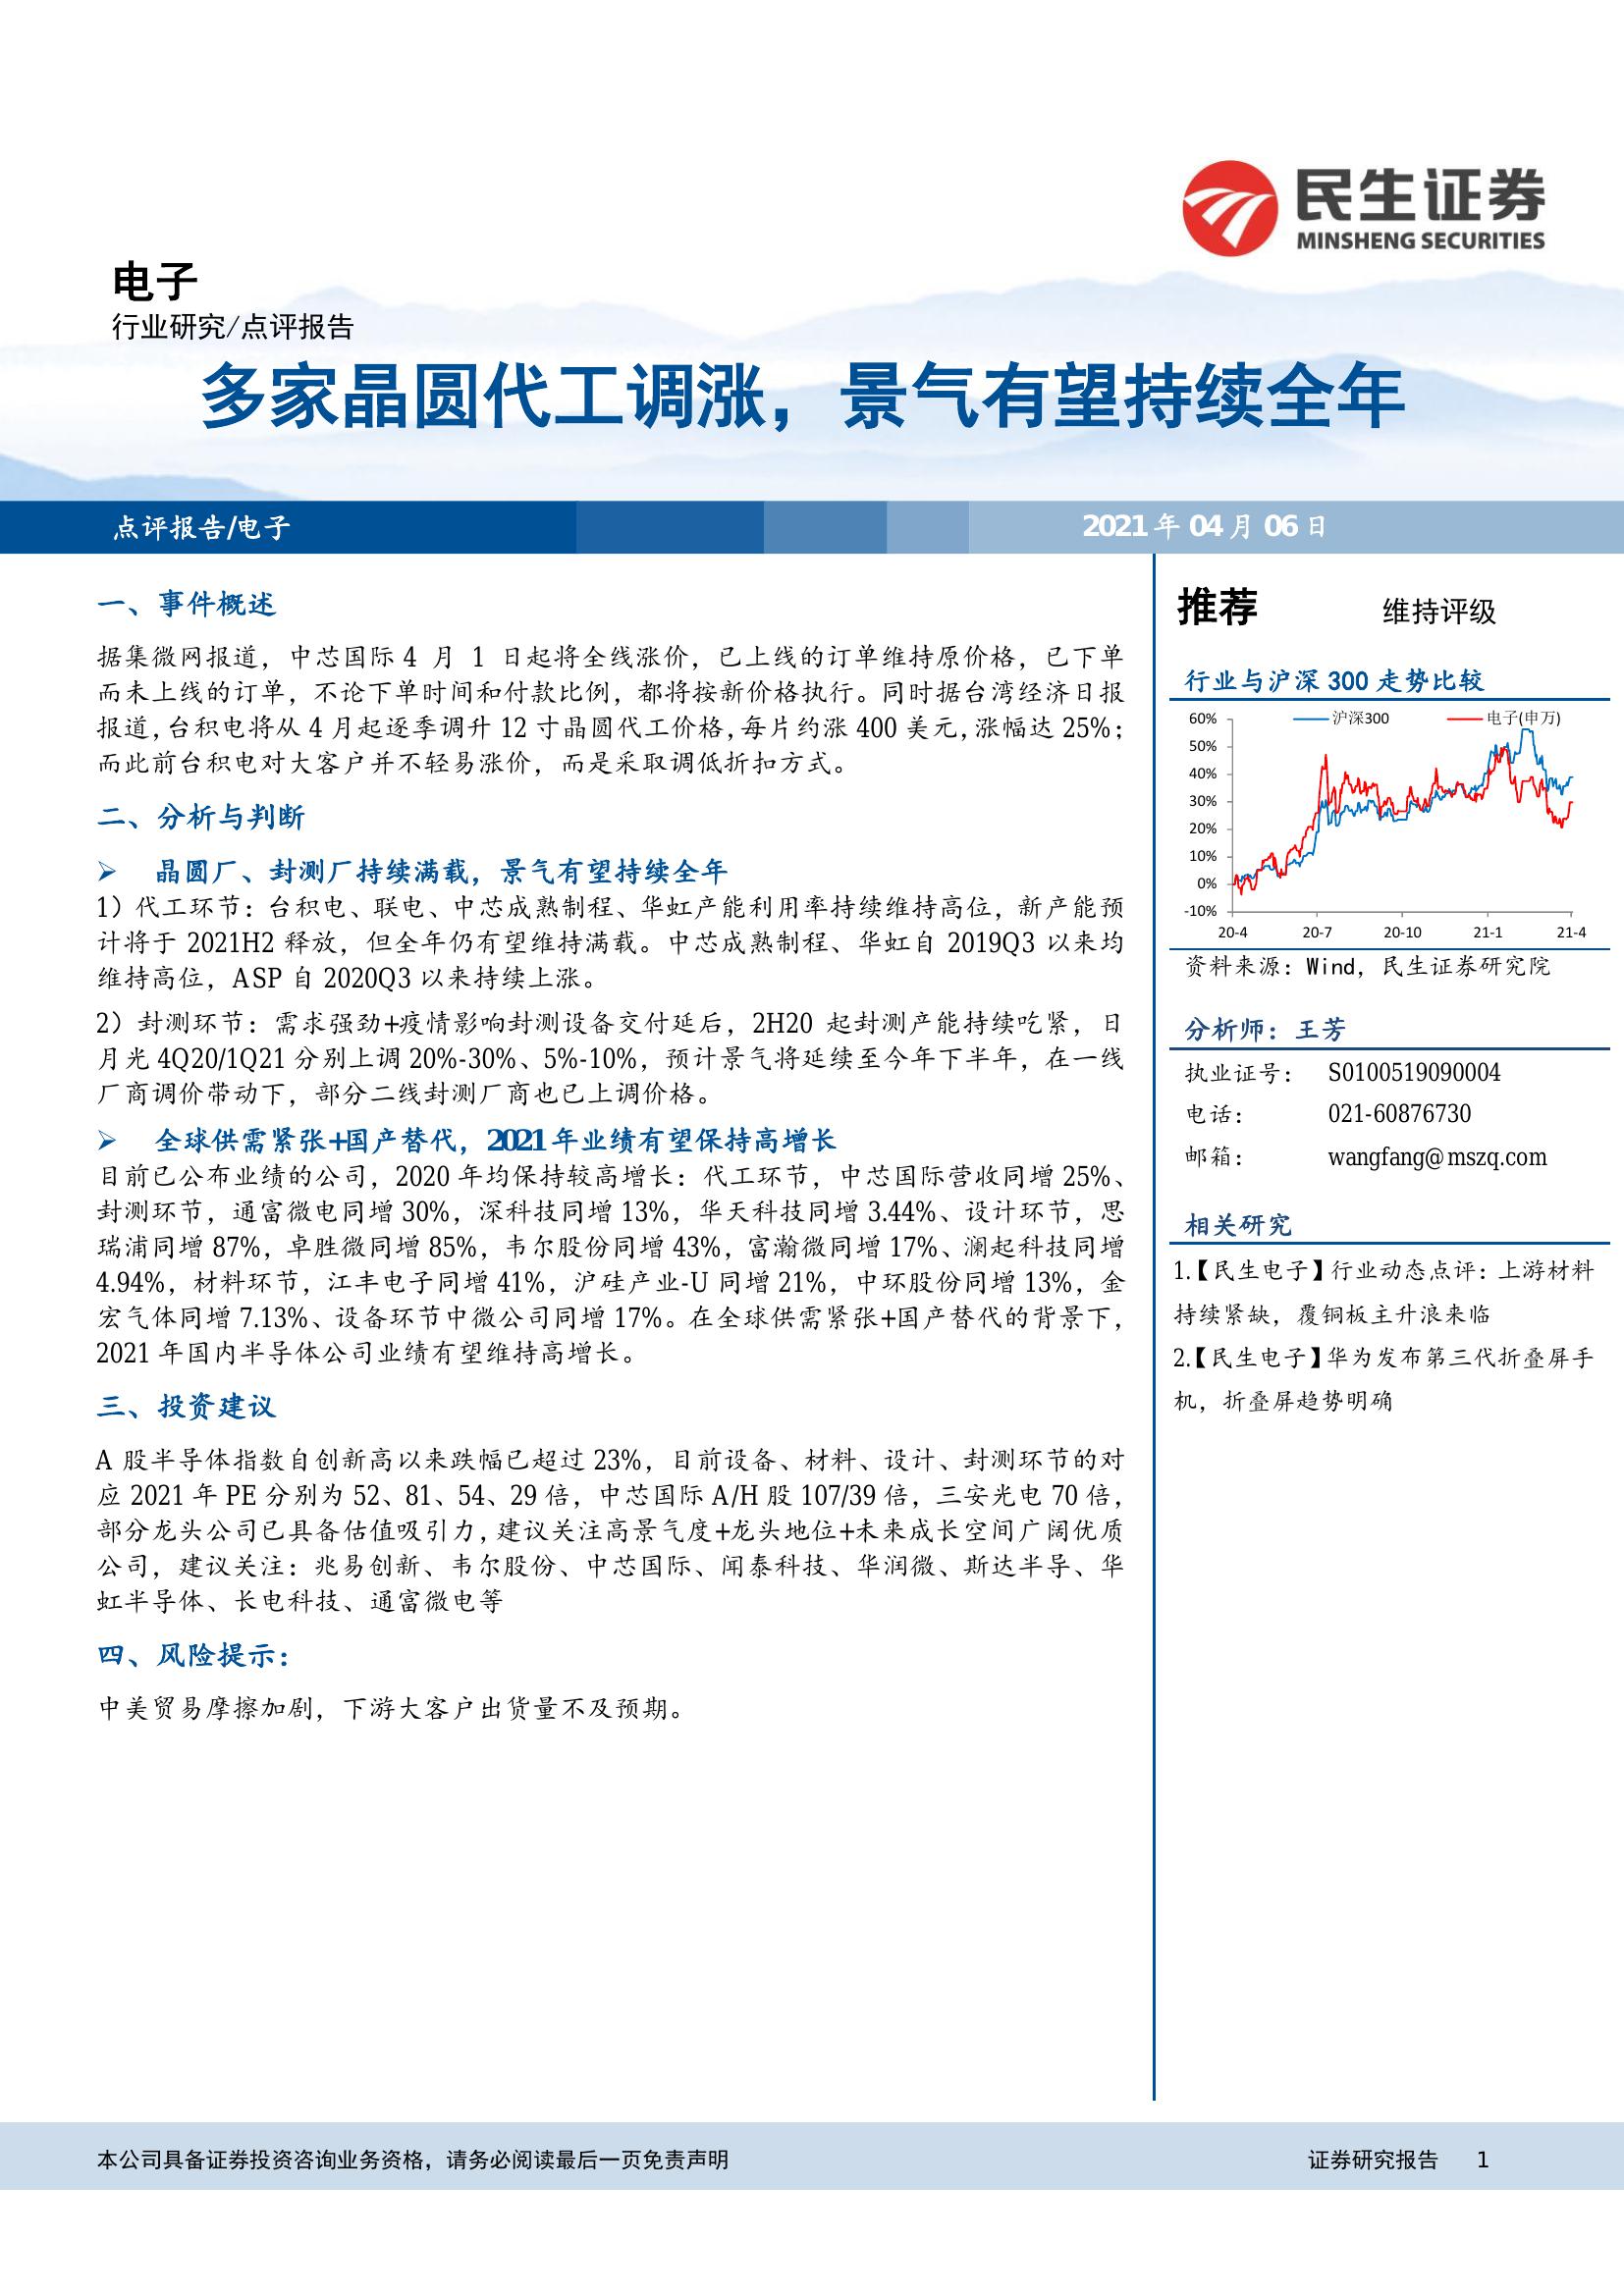 民生证券
MINSHENG SECURITIES
电子
行业研究/点评报告
多家晶圆代工调涨，景气有望持续全年
点评报告/电子
2021 年 04 月 06 日
一、事件概述
据集微网报道，中芯国际 4 月 1 日起将全线涨价，已上线的订单维持原价格，已下单
而未上线的订单，不论下单时间和付款比例，都将按新价格执行。同时据台湾经济日报
报道，台积电将从 4 月起逐季调升 12 寸晶圆代工价格，每片约涨 400 美元，涨幅达 25%；
而此前台积电对大客户并不轻易涨价，而是采取调低折扣方式。
二、分析与判断
➢ 晶圆厂、封测厂持续满载，景气有望持续全年
1）代工环节：台积电、联电、中芯成熟制程、华虹产能利用率持续维持高位，新产能预
计将于 2021H2 释放，但全年仍有望维持满载。中芯成熟制程、华虹自 2019Q3 以来均
维持高位，ASP 自 2020Q3 以来持续上涨。
2）封测环节：需求强劲+疫情影响封测设备交付延后，2H20 起封测产能持续吃紧，日
月光 4Q20/1Q21 分别上调 20%-30%、5%-10%，预计景气将延续至今年下半年，在一线
厂商调价带动下，部分二线封测厂商也已上调价格。
➢ 全球供需紧张+国产替代，2021 年业绩有望保持高增长
目前已公布业绩的公司，2020 年均保持较高增长：代工环节，中芯国际营收同增 25%、
封测环节，通富微电同增 30%，深科技同增 13%，华天科技同增 3.44%、设计环节，思
瑞浦同增 87%，卓胜微同增 85%，韦尔股份同增 43%，富瀚微同增 17%、澜起科技同增
4.94%，材料环节，江丰电子同增 41%，沪硅产业-U 同增 21%，中环股份同增 13%，金
宏气体同增 7.13%、设备环节中微公司同增 17%。在全球供需紧张+国产替代的背景下，
2021 年国内半导体公司业绩有望维持高增长。
三、投资建议
A 股半导体指数自创新高以来跌幅已超过 23%，目前设备、材料、设计、封测环节的对
应 2021 年 PE 分别为 52、81、54、29 倍，中芯国际 A/H 股 107/39 倍，三安光电 70 倍，
部分龙头公司已具备估值吸引力，建议关注高景气度+龙头地位+未来成长空间广阔优质
公司，建议关注：兆易创新、韦尔股份、中芯国际、闻泰科技、华润微、斯达半导、华
虹半导体、长电科技、通富微电等
四、风险提示：
中美贸易摩擦加剧，下游大客户出货量不及预期。
推荐 维持评级
行业与沪深 300 走势比较
沪深300 电子(申万)
60%
50%
40%
30%
20%
10%
0%
-10%
20-4 20-7 20-10 21-1 21-4
资料来源：Wind，民生证券研究院
分析师：王芳
执业证号： S0100519090004
电话： 021-60876730
邮箱： wangfang@mszq.com
相关研究
1.【民生电子】行业动态点评：上游材料
持续紧缺，覆铜板主升浪来临
2.【民生电子】华为发布第三代折叠屏手
机，折叠屏趋势明确
本公司具备证券投资咨询业务资格，请务必阅读最后一页免责声明
证券研究报告 1